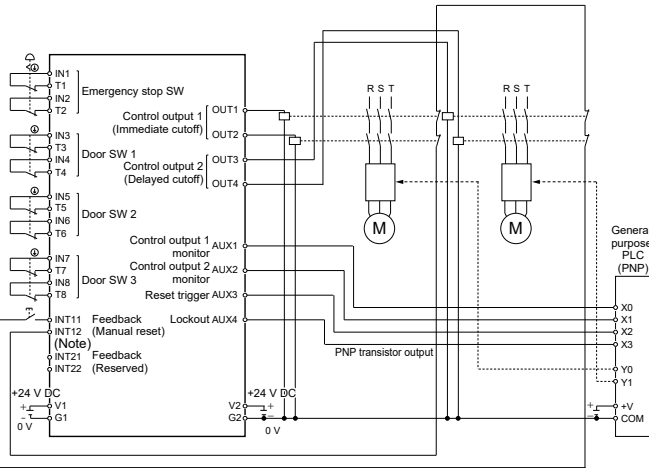 IN1
T1
IN2
T2
Emergency stop SW
IN3
T3
IN4
T4
Door SW 1
IN5
T5
IN6
T6
Door SW 2
IN7
T7
IN8
T8
Door SW 3
INT11
INT12
Feedback
(Manual reset)
(Note)
INT21
INT22
Feedback
(Reserved)
+24 V DC
+
-
V1
G1
0 V
Control output 1
(Immediate cutoff)
OUT1
OUT2
Control output 2
(Delayed cutoff)
OUT3
OUT4
Control output 1
monitor
AUX1
Control output 2
monitor
AUX2
Reset trigger AUX3
Lockout AUX4
+24 V DC
V2
G2
+
-
0 V
R S T
M
R S T
M
PNP transistor output
General
purpose
PLC
(PNP)
X0
X1
X2
X3
Y0
Y1
+
-
+V
COM